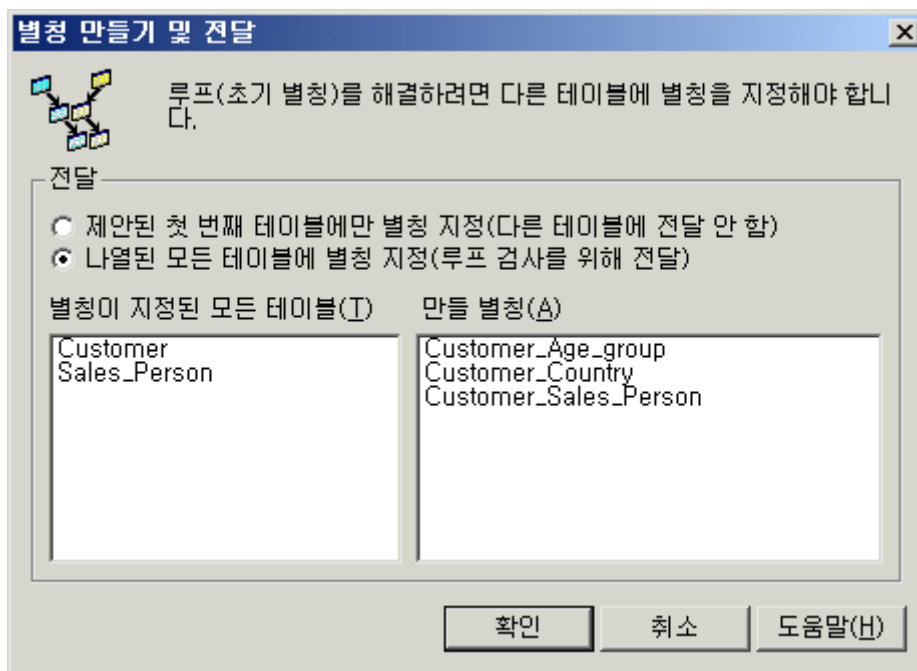 별칭 만들기 및 전달
루프(초기 별칭)를 해결하려면 다른 테이블에 별칭을 지정해야 합니
다.
전달
제안된 첫 번째 테이블에만 별칭 지정(다른 테이블에 전달 안 함)
나열된 모든 테이블에 별칭 지정(루프 검사를 위해 전달)
별칭이 지정된 모든 테이블(T)
만들 별칭(A)
Customer
Sales_Person
Customer_Age_group
Customer_Country
Customer_Sales_Person
확인
취소
도움말(H)